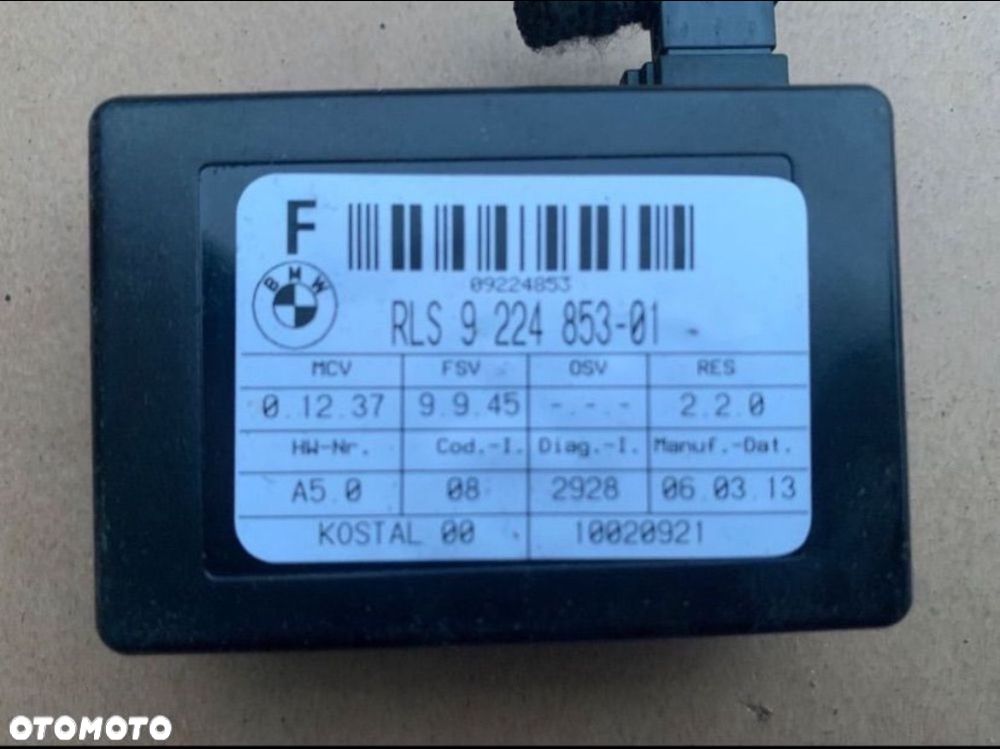 F
BMW
09224853
RLS 9 224 853-01
MCV FSV OSV RES
0.12.37 9.9.45 -.-.- 2.2.0
HW-Nr. Cod.-I. Diag.-I. Manuf.-Dat.
A5.0 08 2928 06.03.13
KOSTAL 00 10020921
OTOMOTO